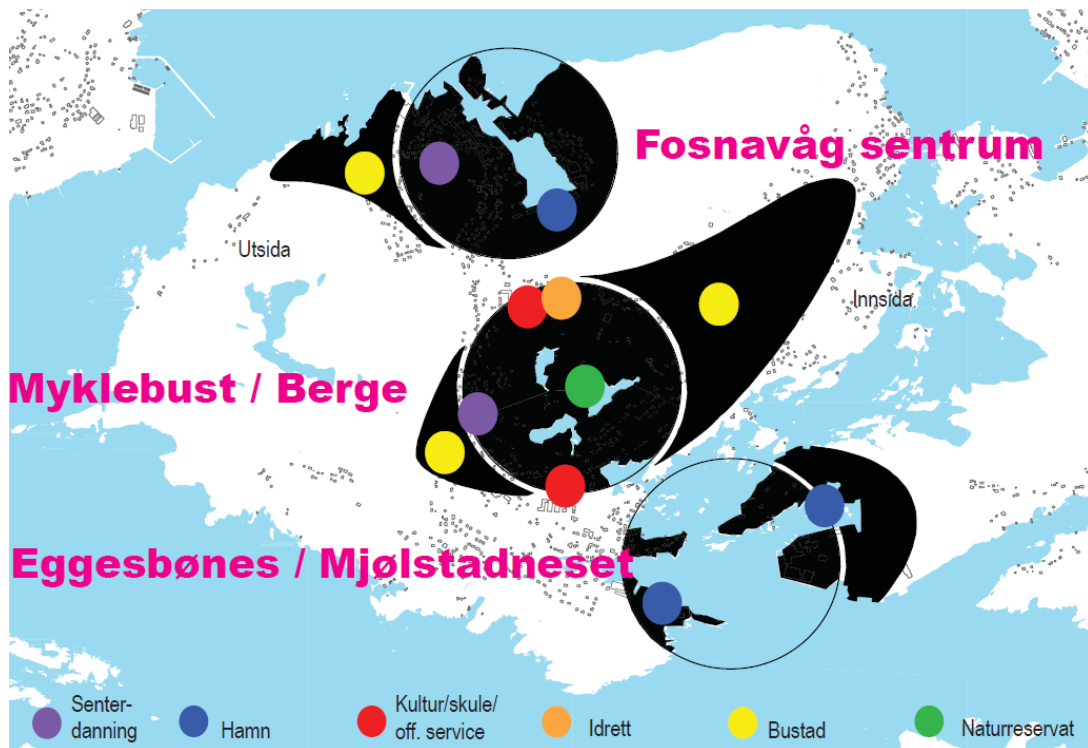 Fosnavåg sentrum
Utsida
Innsida
Myklebust / Berge
Eggesbønes / Mjølstadneset
Senter-
danning
Hamn
Kultur/skule/
off. service
Idrett
Bustad
Naturreservat